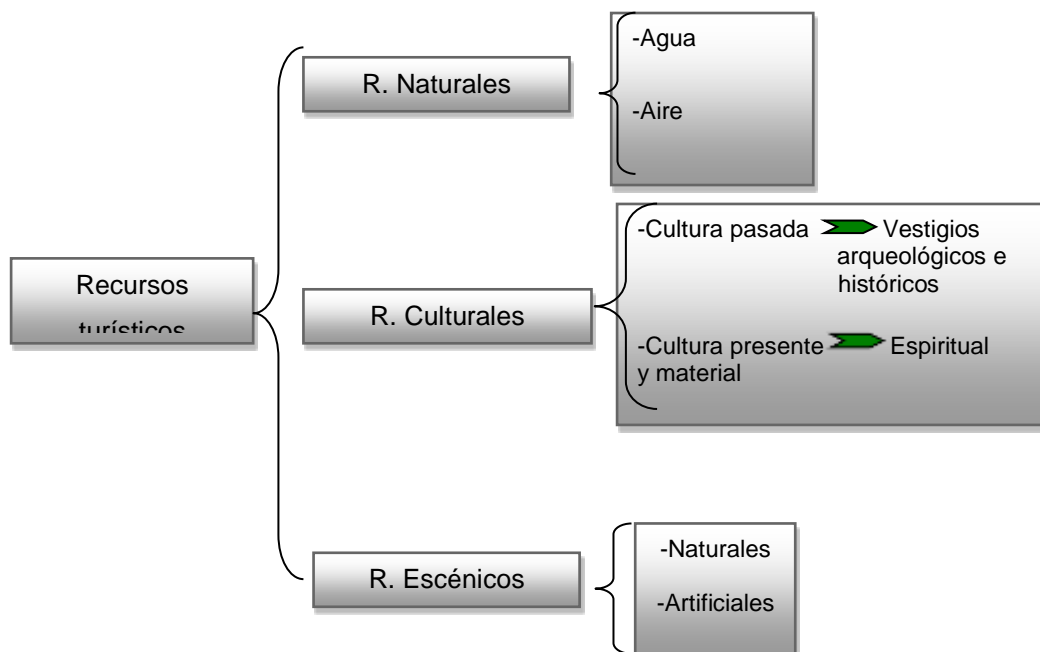 Recursos
turísticos
R. Naturales
-Agua
-Aire
R. Culturales
-Cultura pasada Vestigios
arqueológicos e
históricos
-Cultura presente Espiritual
y material
R. Escénicos
-Naturales
-Artificiales